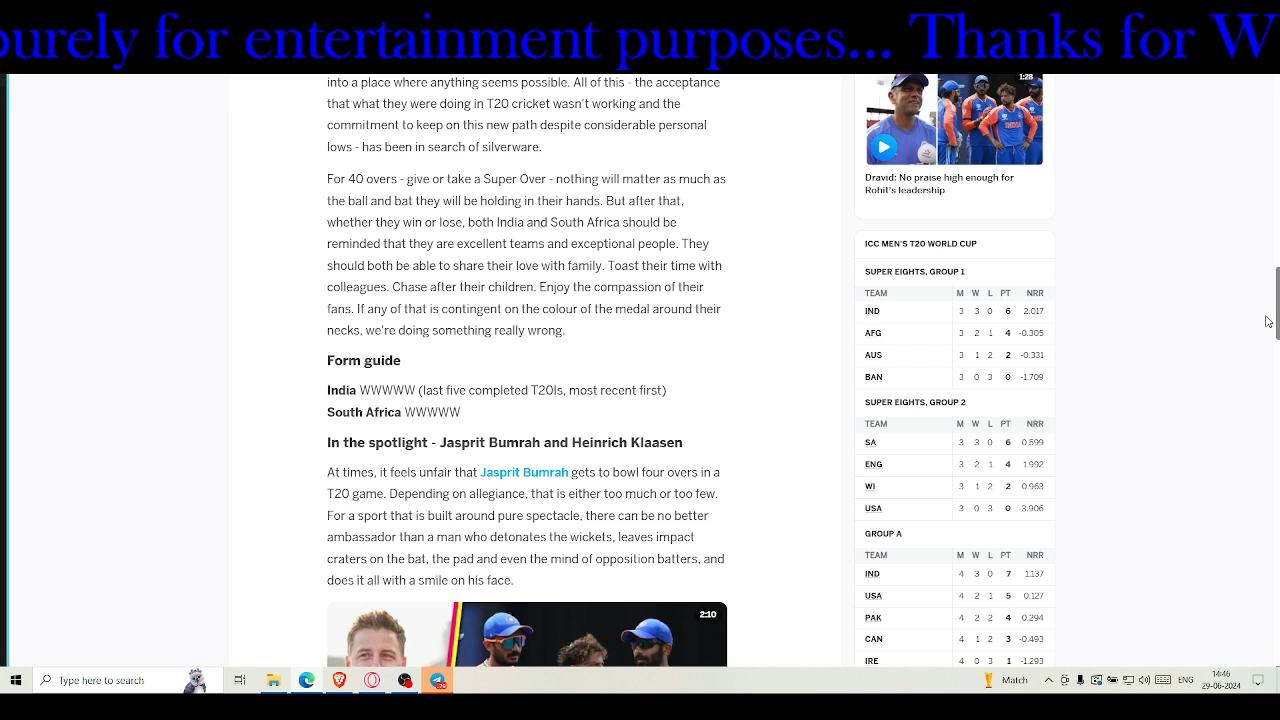 purely for entertainment purposes... Thanks for W
into a place where anything seems possible. All of this - the acceptance
that what they were doing in T20 cricket wasn't working and the
commitment to keep on this new path despite considerable personal
lows - has been in search of silverware.
For 40 overs - give or take a Super Over - nothing will matter as much as
the ball and bat they will be holding in their hands. But after that,
whether they win or lose, both India and South Africa should be
reminded that they are excellent teams and exceptional people. They
should both be able to share their love with family. Toast their time with
colleagues. Chase after their children. Enjoy the compassion of their
fans. If any of that is contingent on the colour of the medal around their
necks, we're doing something really wrong.
Form guide
India WWWWW (last five completed T20Is, most recent first)
South Africa WWWWW
In the spotlight - Jasprit Bumrah and Heinrich Klaasen
At times, it feels unfair that Jasprit Bumrah gets to bowl four overs in a
T20 game. Depending on allegiance, that is either too much or too few.
For a sport that is built around pure spectacle, there can be no better
ambassador than a man who detonates the wickets, leaves impact
craters on the bat, the pad and even the mind of opposition batters, and
does it all with a smile on his face.
2:10
1:28
INDIA
Dravid: No praise high enough for
Rohit's leadership
ICC MEN'S T20 WORLD CUP
SUPER EIGHTS, GROUP 1
TEAM M W L PT NRR
IND 3 3 0 6 2.017
AFG 3 2 1 4 -0.305
AUS 3 1 2 2 -0.331
BAN 3 0 3 0 -1.709
SUPER EIGHTS, GROUP 2
TEAM M W L PT NRR
SA 3 3 0 6 0.599
ENG 3 2 1 4 1.992
WI 3 1 2 2 0.963
USA 3 0 3 0 -3.906
GROUP A
TEAM M W L PT NRR
IND 4 3 0 7 1.137
USA 4 2 1 5 0.127
PAK 4 2 2 4 0.294
CAN 4 1 2 3 -0.493
IRE 4 0 3 1 -1.293
Type here to search
Match
ENG
14:46
29-06-2024